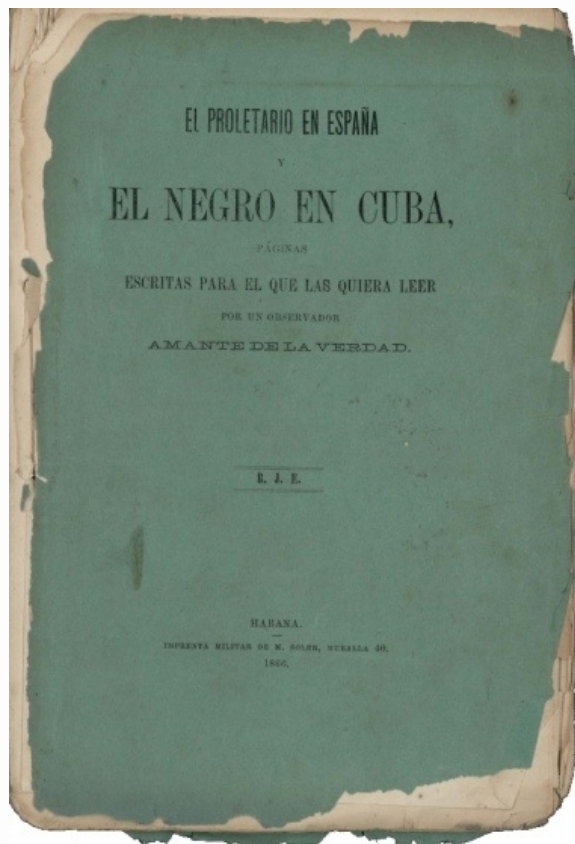 EL PROLETARIO EN ESPAÑA
Y
EL NEGRO EN CUBA,
PÁGINAS
ESCRITAS PARA EL QUE LAS QUIERA LEER
POR UN OBSERVADOR
AMANTE DE LA VERDAD.
R. J. E.
HABANA.
IMPRENTA MILITAR DE M. SOLER, MURALLA 40.
1866.